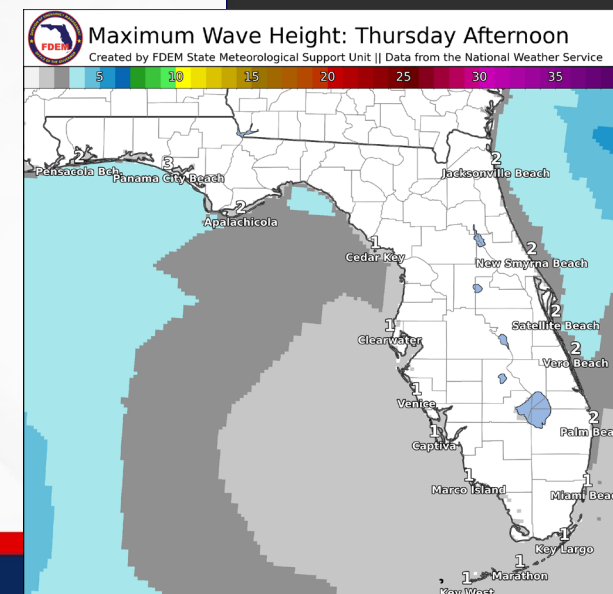 FDEM
Maximum Wave Height: Thursday Afternoon
Created by FDEM State Meteorological Support Unit || Data from the National Weather Service
5 10 15 20 25 30 35
2
Pensacola Bch.
3
Panama City Beach
2
Apalachicola
2
Jacksonville Beach
1
Cedar Key
2
New Smyrna Beach
2
Satellite Beach
1
Clearwater
2
Vero Beach
1
Venice
2
Palm Bea
1
Captiva
1
Marco Island
1
Miami Beac
1
Key Largo
1
Marathon
1
Key West